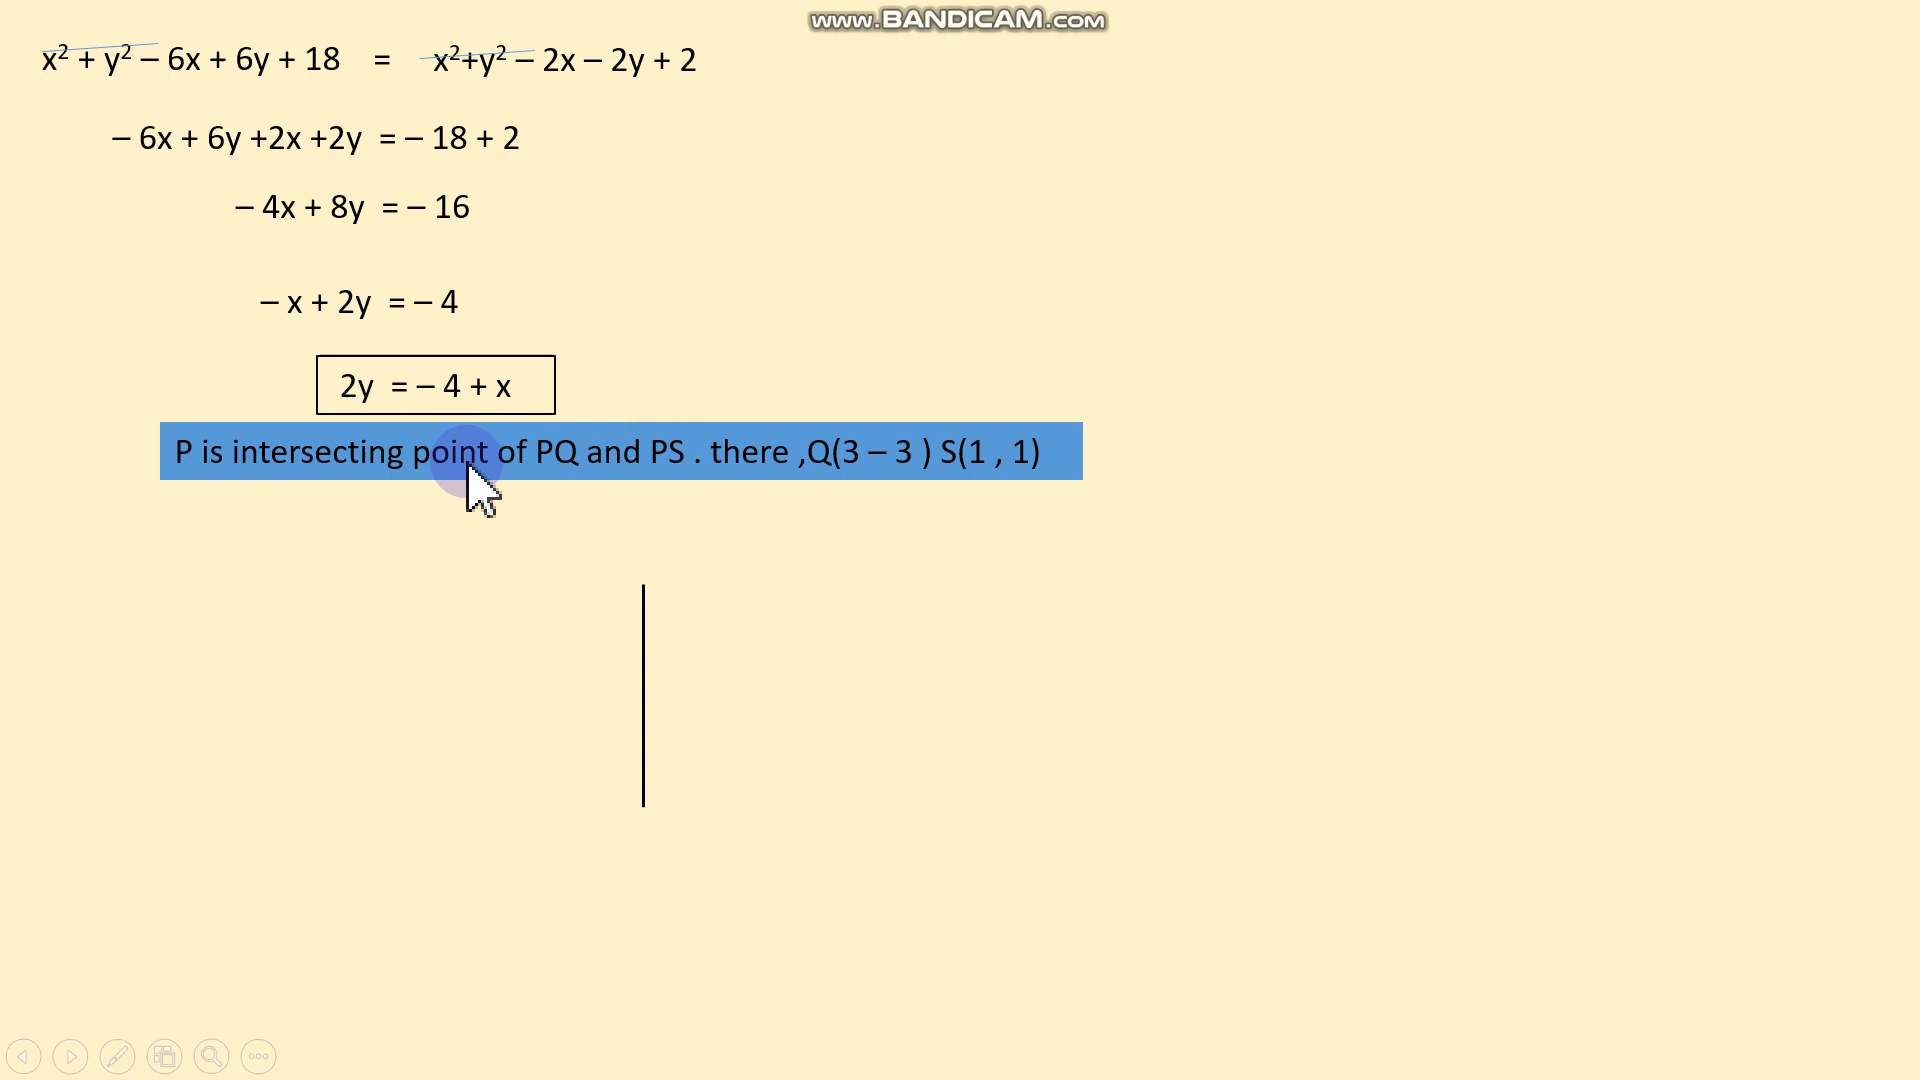 www.BANDICAM.com
x² + y² – 6x + 6y + 18 = x²+y² – 2x – 2y + 2
– 6x + 6y +2x +2y = – 18 + 2
– 4x + 8y = – 16
– x + 2y = – 4
2y = – 4 + x
P is intersecting point of PQ and PS . there ,Q(3 – 3 ) S(1 , 1)